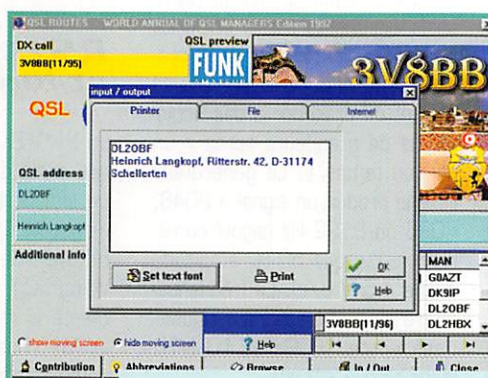 QSL ROUTES WORLD ANNUAL OF QSL MANAGERS Edition 1997
DX call
QSL preview
3V8BB(11/95)
FUNK
3V8BB
QSL
input / output
Printer
File
Internet
DL2OBF
Heinrich Langkopf, Ritterstr. 42, D-31174
Schellerten
QSL address
DL2OBF
Heinrich Langkopf
Additional info
Set text font
Print
OK
Help
MAN
G0AZT
DK9IP
DL2OBF
3V8BB(11/96)
DL2HBX
show moving screen
hide moving screen
Help
Contribution
Abbreviations
Browse
In / Out
Close